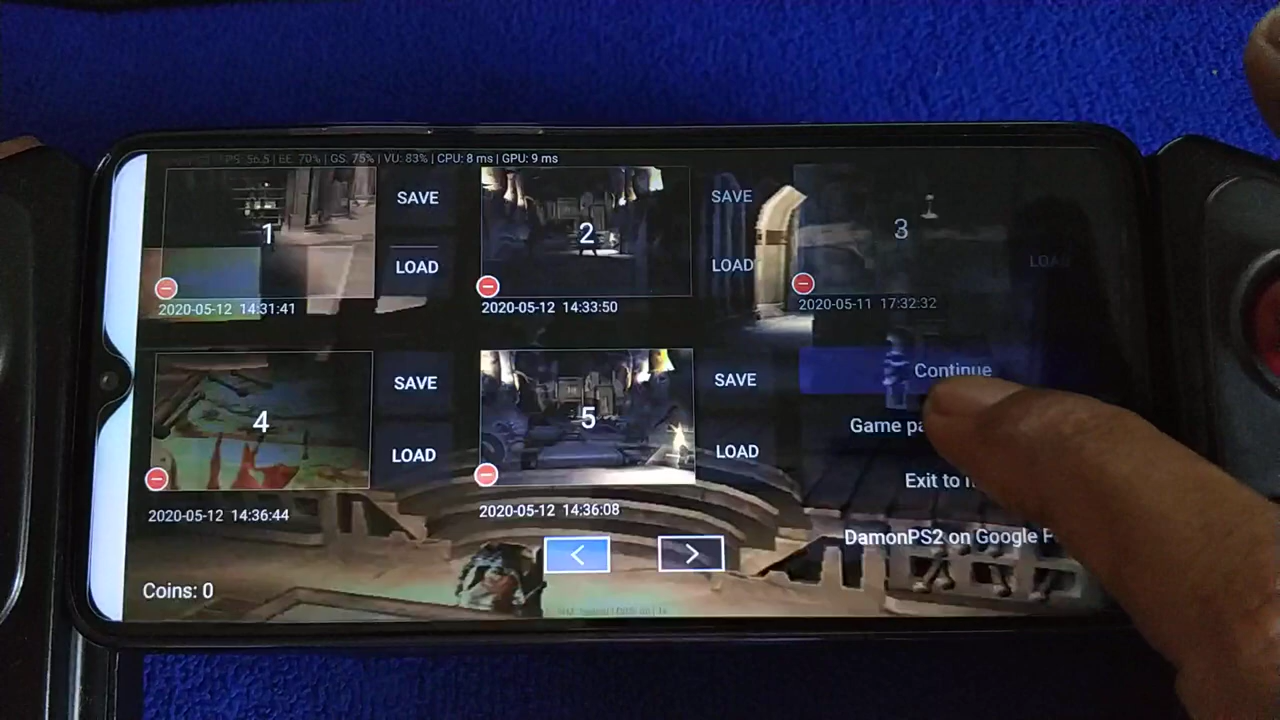 FPS: 56.5 | EE: 70% | GS: 75% | VU: 83% | CPU: 8 ms | GPU: 9 ms
1
SAVE
LOAD
2020-05-12 14:31:41
2
SAVE
LOAD
2020-05-12 14:33:50
3
LOAD
2020-05-11 17:32:32
4
SAVE
LOAD
2020-05-12 14:36:44
5
SAVE
LOAD
2020-05-12 14:36:08
Continue
Game pa
Exit to
DamonPS2 on Google P
<
>
Coins: 0